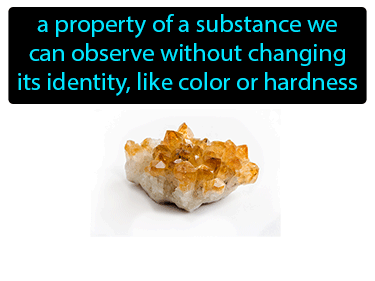 a property of a substance we
can observe without changing
its identity, like color or hardness